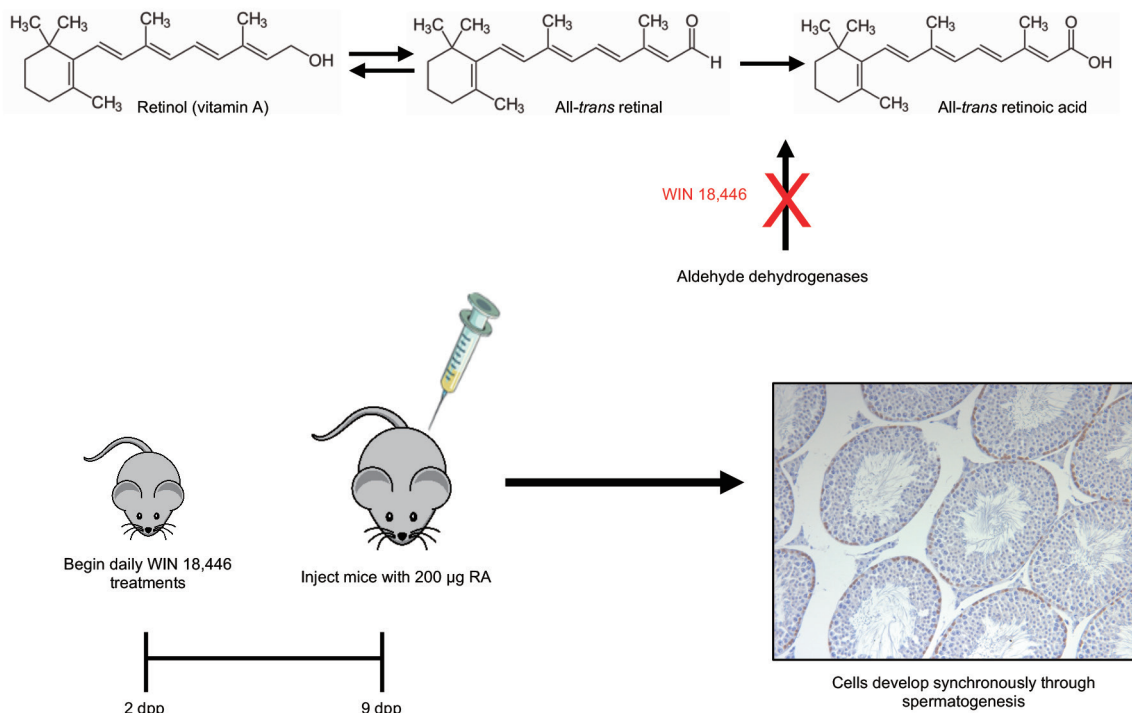 H₃C
CH₃
CH₃
CH₃
OH
CH₃
Retinol (vitamin A)
H₃C
CH₃
CH₃
CH₃
O
H
CH₃
All-trans retinal
H₃C
CH₃
CH₃
CH₃
O
OH
CH₃
All-trans retinoic acid
WIN 18,446
Aldehyde dehydrogenases
Begin daily WIN 18,446
treatments
Inject mice with 200 µg RA
2 dpp
9 dpp
Cells develop synchronously through
spermatogenesis